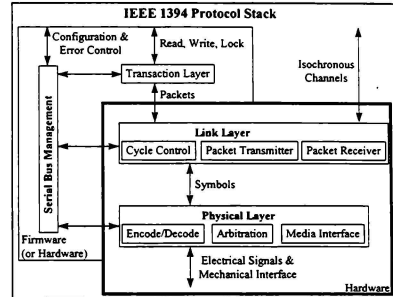 IEEE 1394 Protocol Stack
Configuration &
Error Control
Read, Write, Lock
Isochronous
Channels
Transaction Layer
Packets
Serial Bus Management
Link Layer
Cycle Control
Packet Transmitter
Packet Receiver
Symbols
Physical Layer
Encode/Decode
Arbitration
Media Interface
Firmware
(or Hardware)
Electrical Signals &
Mechanical Interface
Hardware